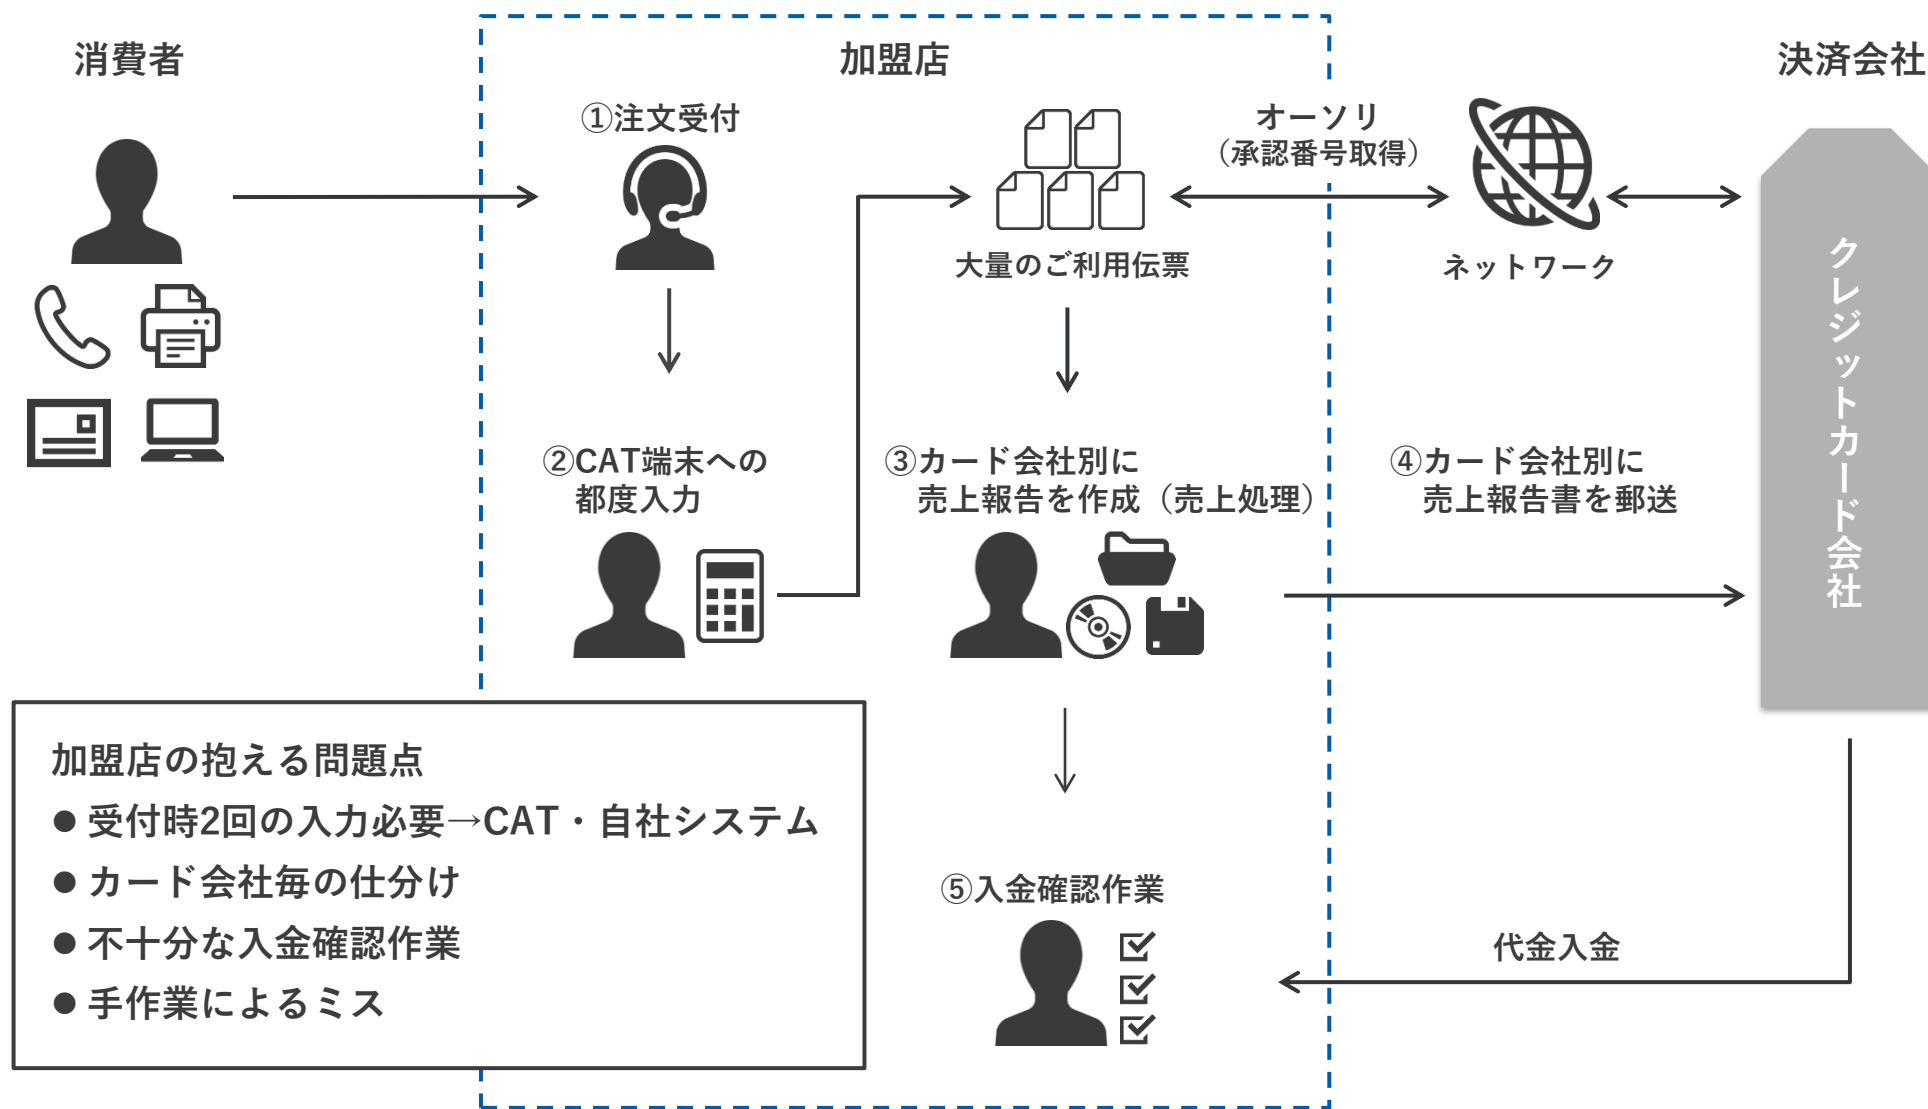 消費者
加盟店
決済会社
①注文受付
オーソリ
（承認番号取得）
大量のご利用伝票
ネットワーク
クレジットカード会社
②CAT端末への
都度入力
③カード会社別に
売上報告を作成（売上処理）
④カード会社別に
売上報告書を郵送
加盟店の抱える問題点
● 受付時2回の入力必要→CAT・自社システム
● カード会社毎の仕分け
● 不十分な入金確認作業
● 手作業によるミス
⑤入金確認作業
代金入金